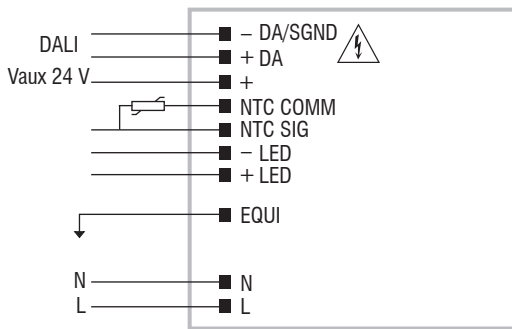 DALI
Vaux 24 V
− DA/SGND
+ DA
+
NTC COMM
NTC SIG
− LED
+ LED
EQUI
N N
L L